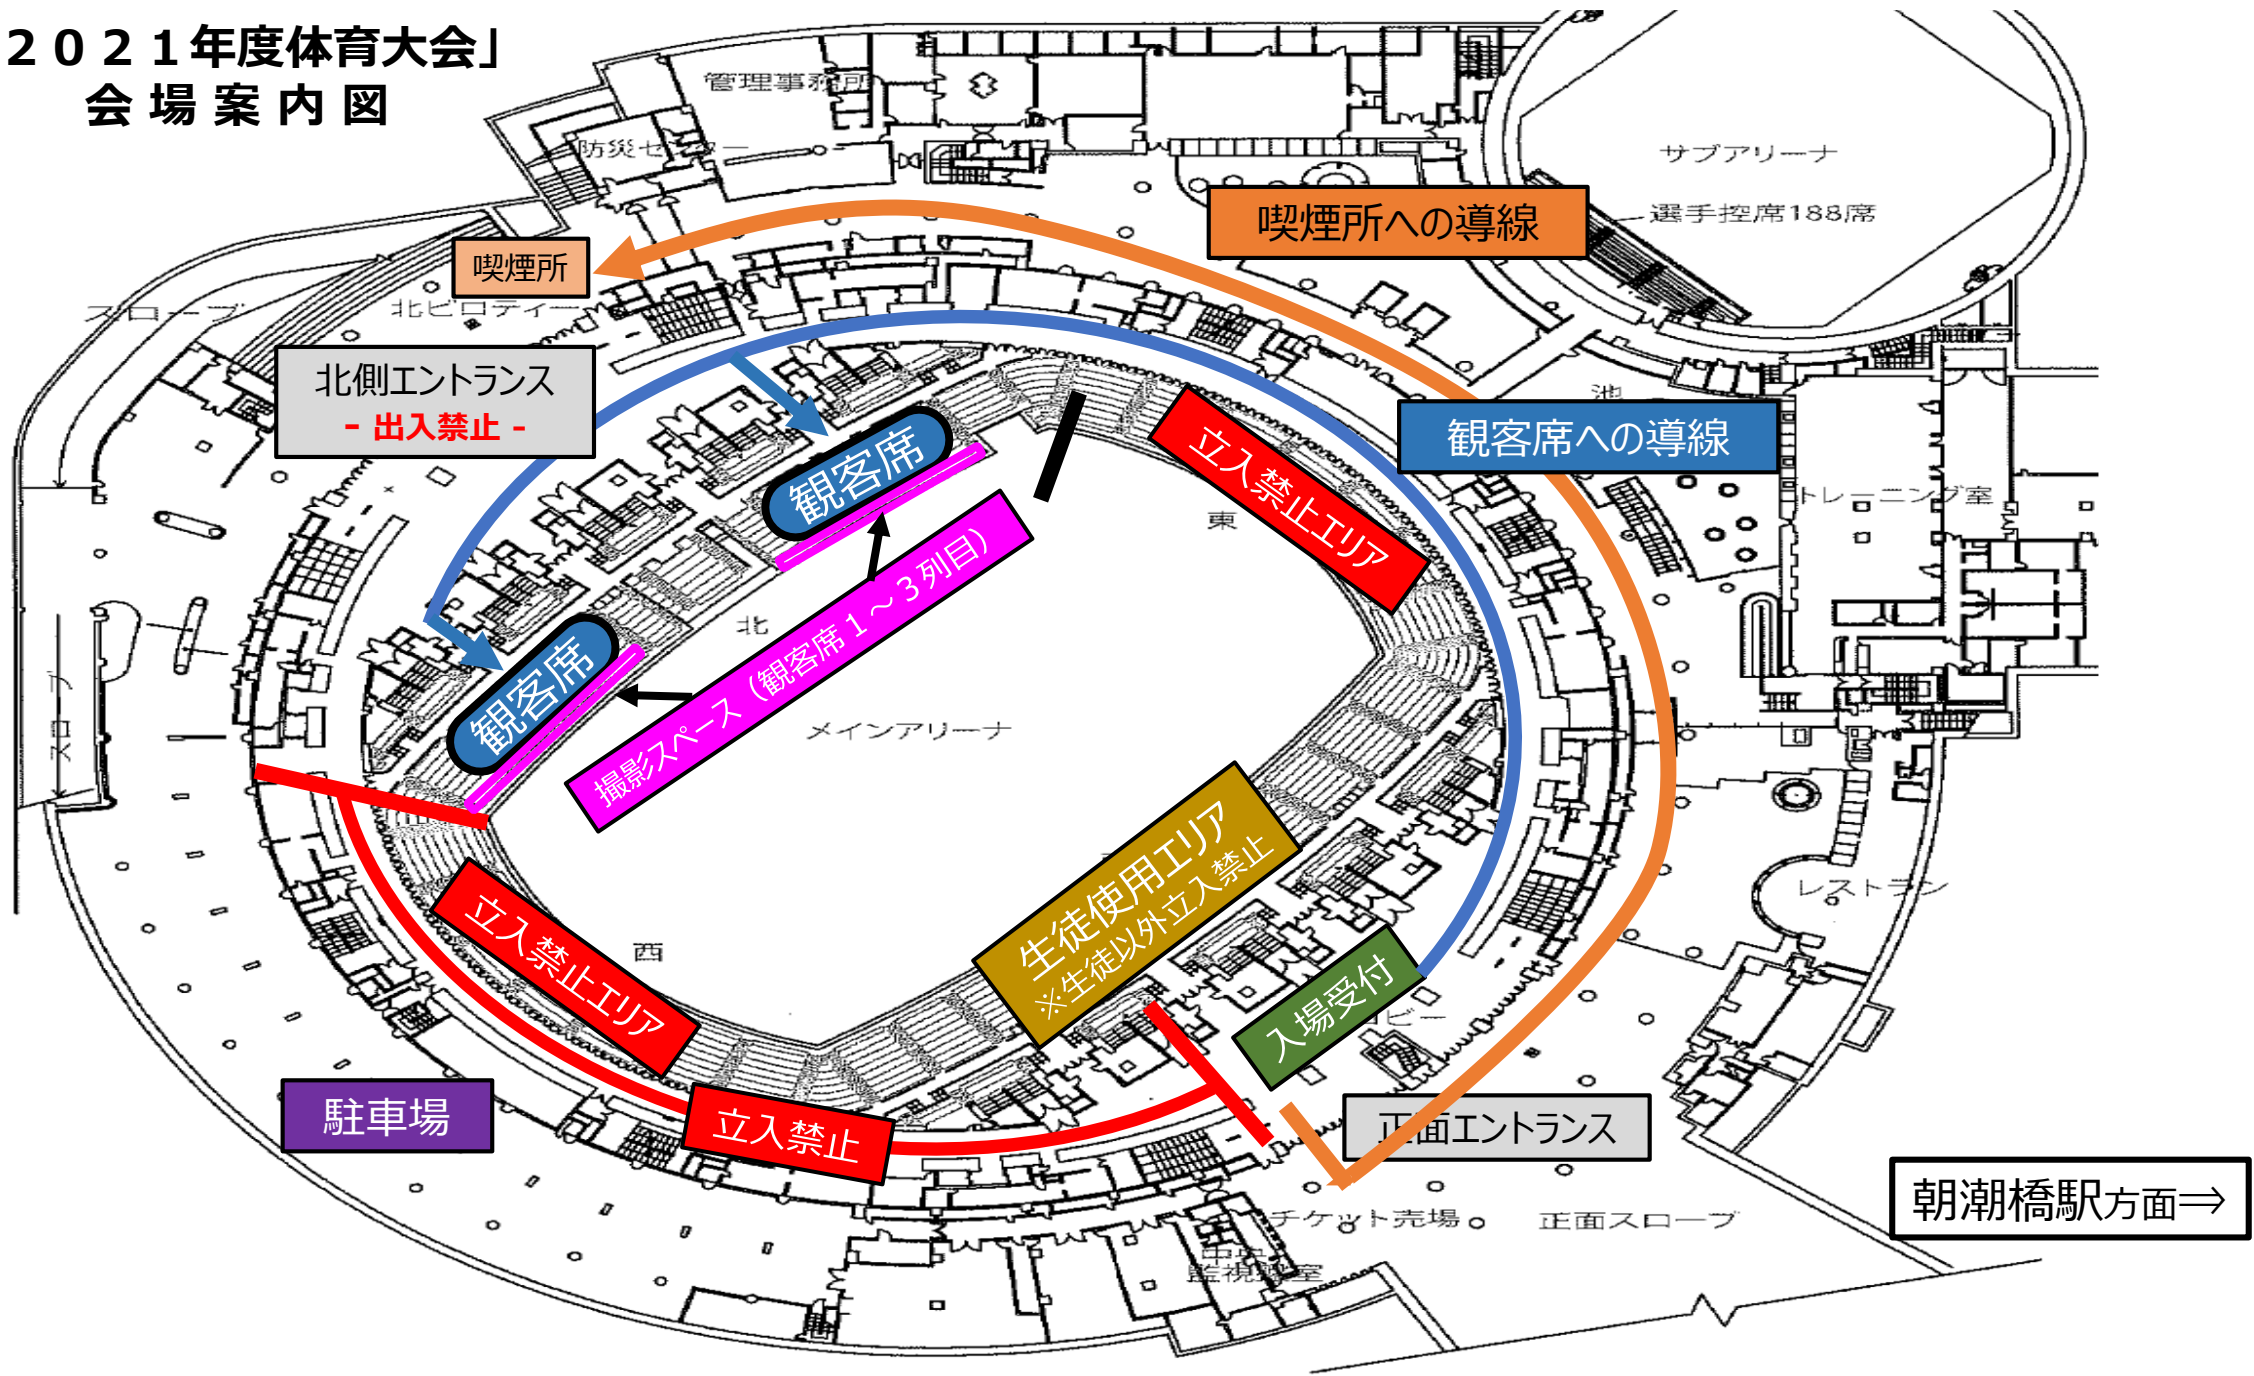 ２０２１年度体育大会」
会場案内図
管理事務所
防災センター
サブアリーナ
選手控席188席
喫煙所への導線
喫煙所
スロープ
北ピロティー
北側エントランス
- 出入禁止 -
池
観客席への導線
観客席
立入禁止エリア
トレーニング室
東
撮影スペース（観客席１～３列目）
北
観客席
メインアリーナ
スロープ
生徒使用エリア
※生徒以外立入禁止
レストラン
西
立入禁止エリア
入場受付
ロビー
駐車場
立入禁止
正面エントランス
朝潮橋駅方面⇒
チケット売場
正面スロープ
中央
監視盤室